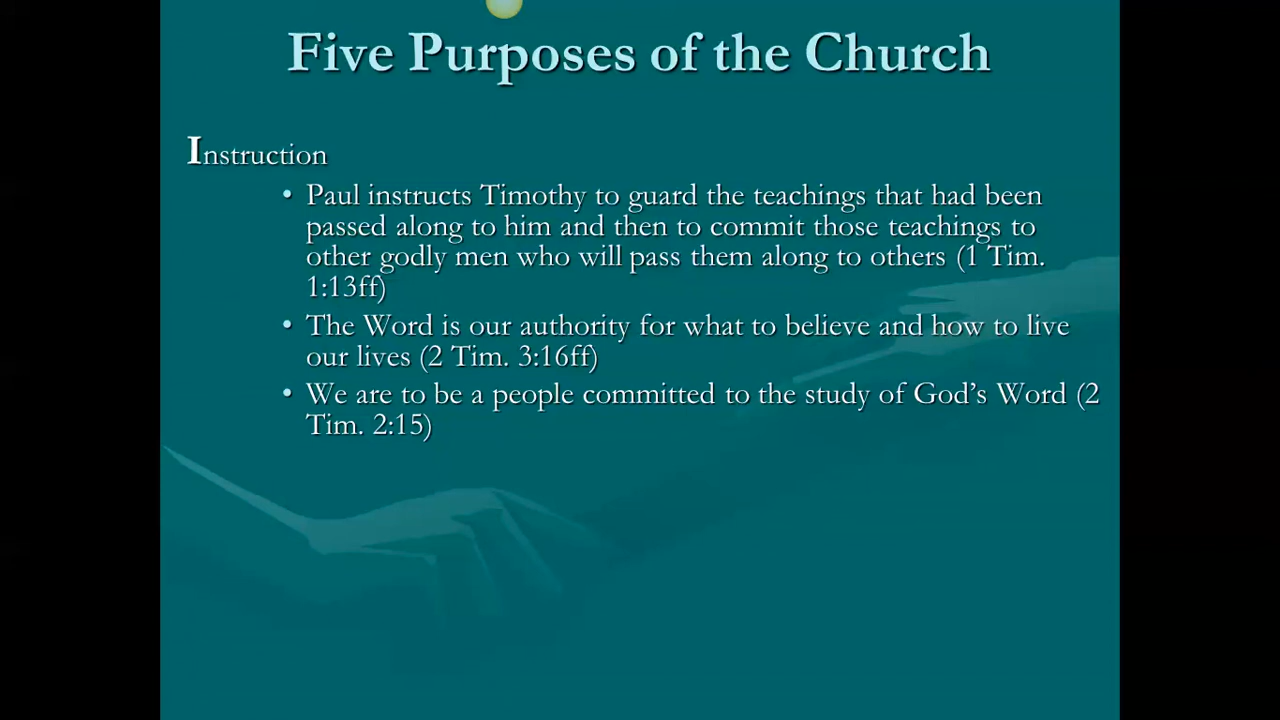 Five Purposes of the Church
Instruction
• Paul instructs Timothy to guard the teachings that had been
passed along to him and then to commit those teachings to
other godly men who will pass them along to others (1 Tim.
1:13ff)
• The Word is our authority for what to believe and how to live
our lives (2 Tim. 3:16ff)
• We are to be a people committed to the study of God’s Word (2
Tim. 2:15)